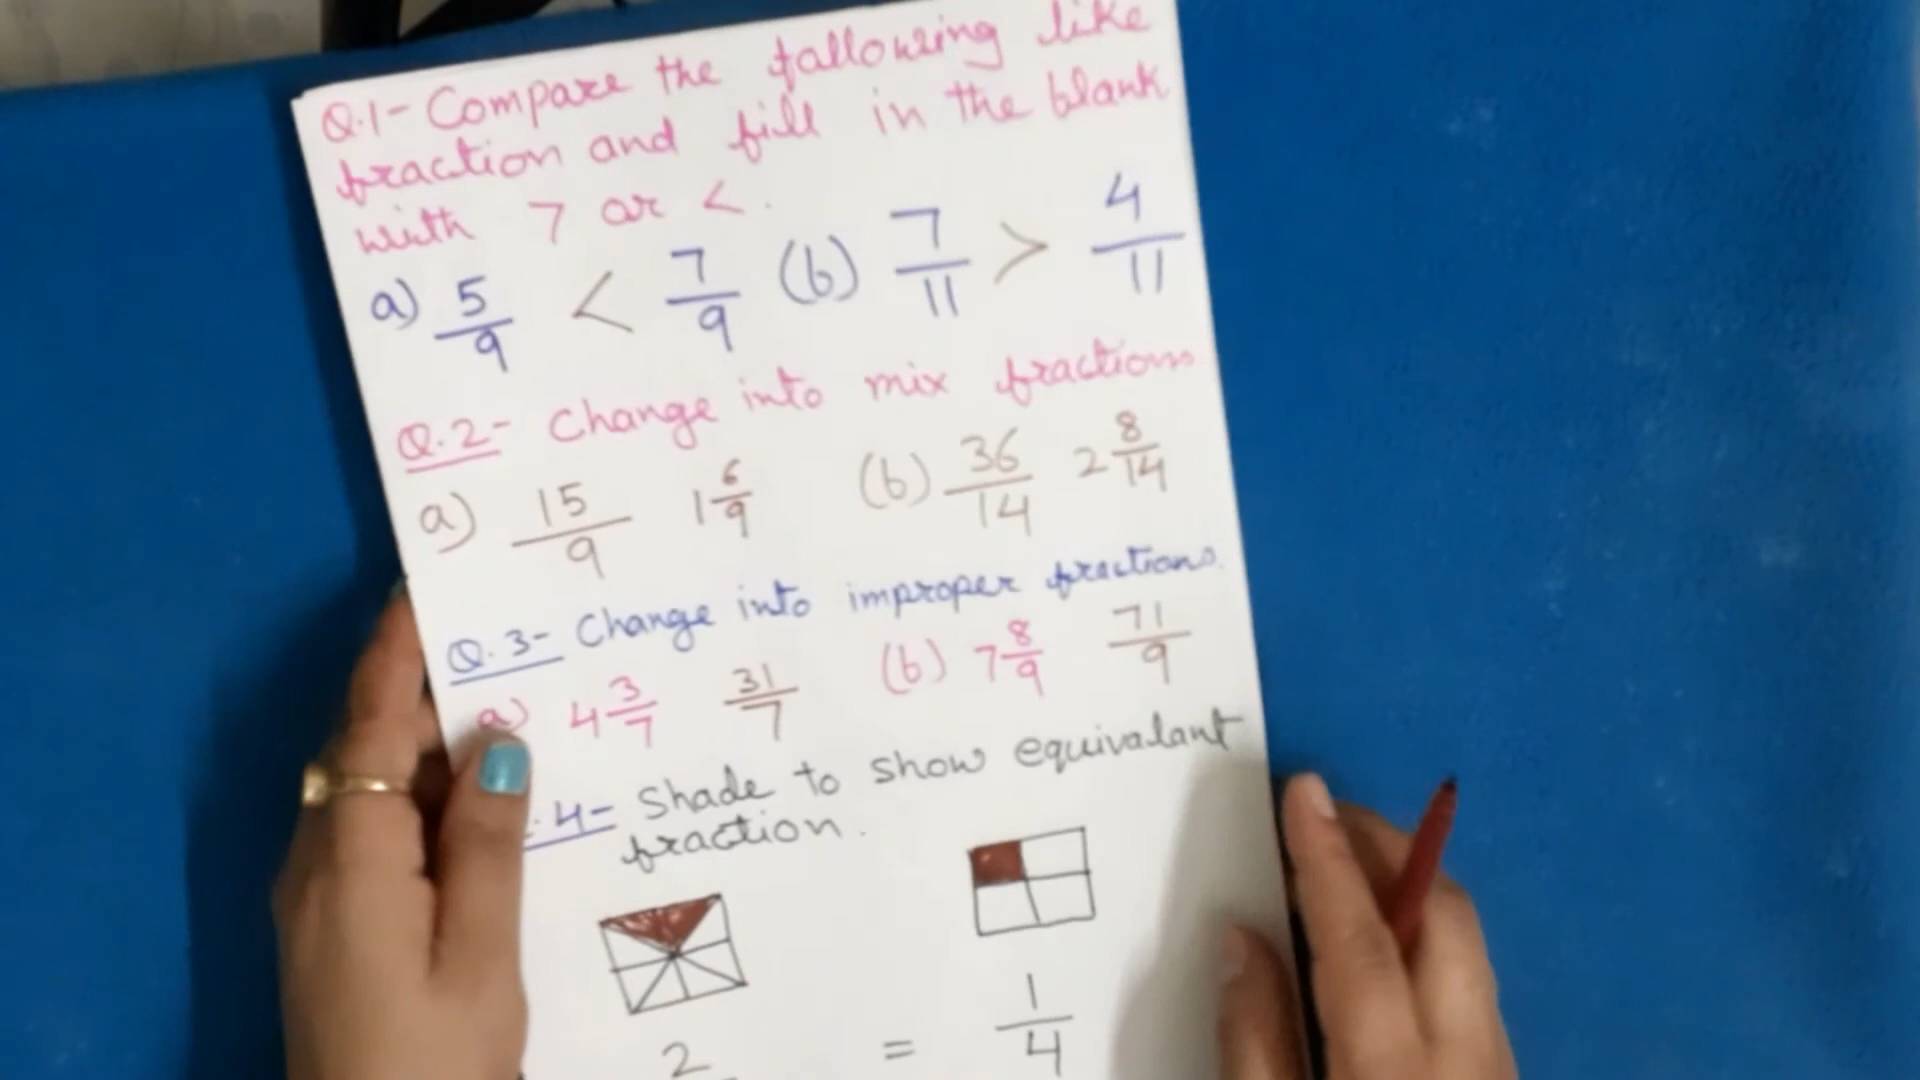 Q.1- Compare the fallowing like
fraction and fill in the blank
with > or <.
a) 5/9 < 7/9 (b) 7/11 > 4/11
Q.2- Change into mix fractions
a) 15/9 1 6/9 (b) 36/14 2 8/14
Q.3- Change into improper fractions.
a) 4 3/7 31/7 (b) 7 8/9 71/9
.4- Shade to show equivalant
fraction.
2 = 1/4